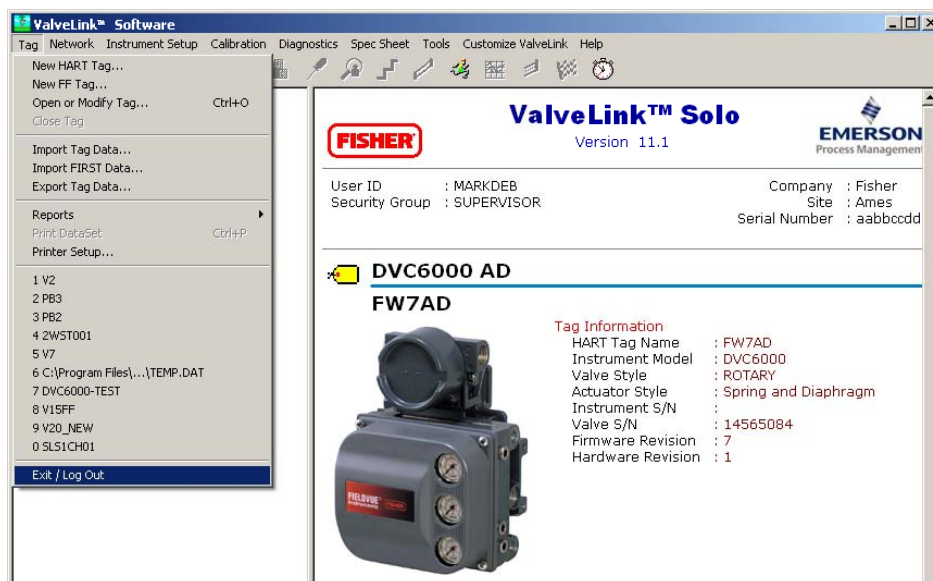 ValveLink™ Software
Tag Network Instrument Setup Calibration Diagnostics Spec Sheet Tools Customize ValveLink Help
New HART Tag...
New FF Tag...
Open or Modify Tag... Ctrl+O
Close Tag
Import Tag Data...
Import FIRST Data...
Export Tag Data...
Reports
Print DataSet Ctrl+P
Printer Setup...
1 V2
2 PB3
3 PB2
4 2WST001
5 V7
6 C:\Program Files\...\TEMP.DAT
7 DVC6000-TEST
8 V15FF
9 V20_NEW
0 SLS1CH01
Exit / Log Out
FISHER
ValveLink™ Solo
Version 11.1
EMERSON
Process Management
User ID : MARKDEB
Security Group : SUPERVISOR
Company : Fisher
Site : Ames
Serial Number : aabbccdd
DVC6000 AD
FW7AD
Tag Information
HART Tag Name : FW7AD
Instrument Model : DVC6000
Valve Style : ROTARY
Actuator Style : Spring and Diaphragm
Instrument S/N :
Valve S/N : 14565084
Firmware Revision : 7
Hardware Revision : 1
FIELDVUE
Instruments
FISHER